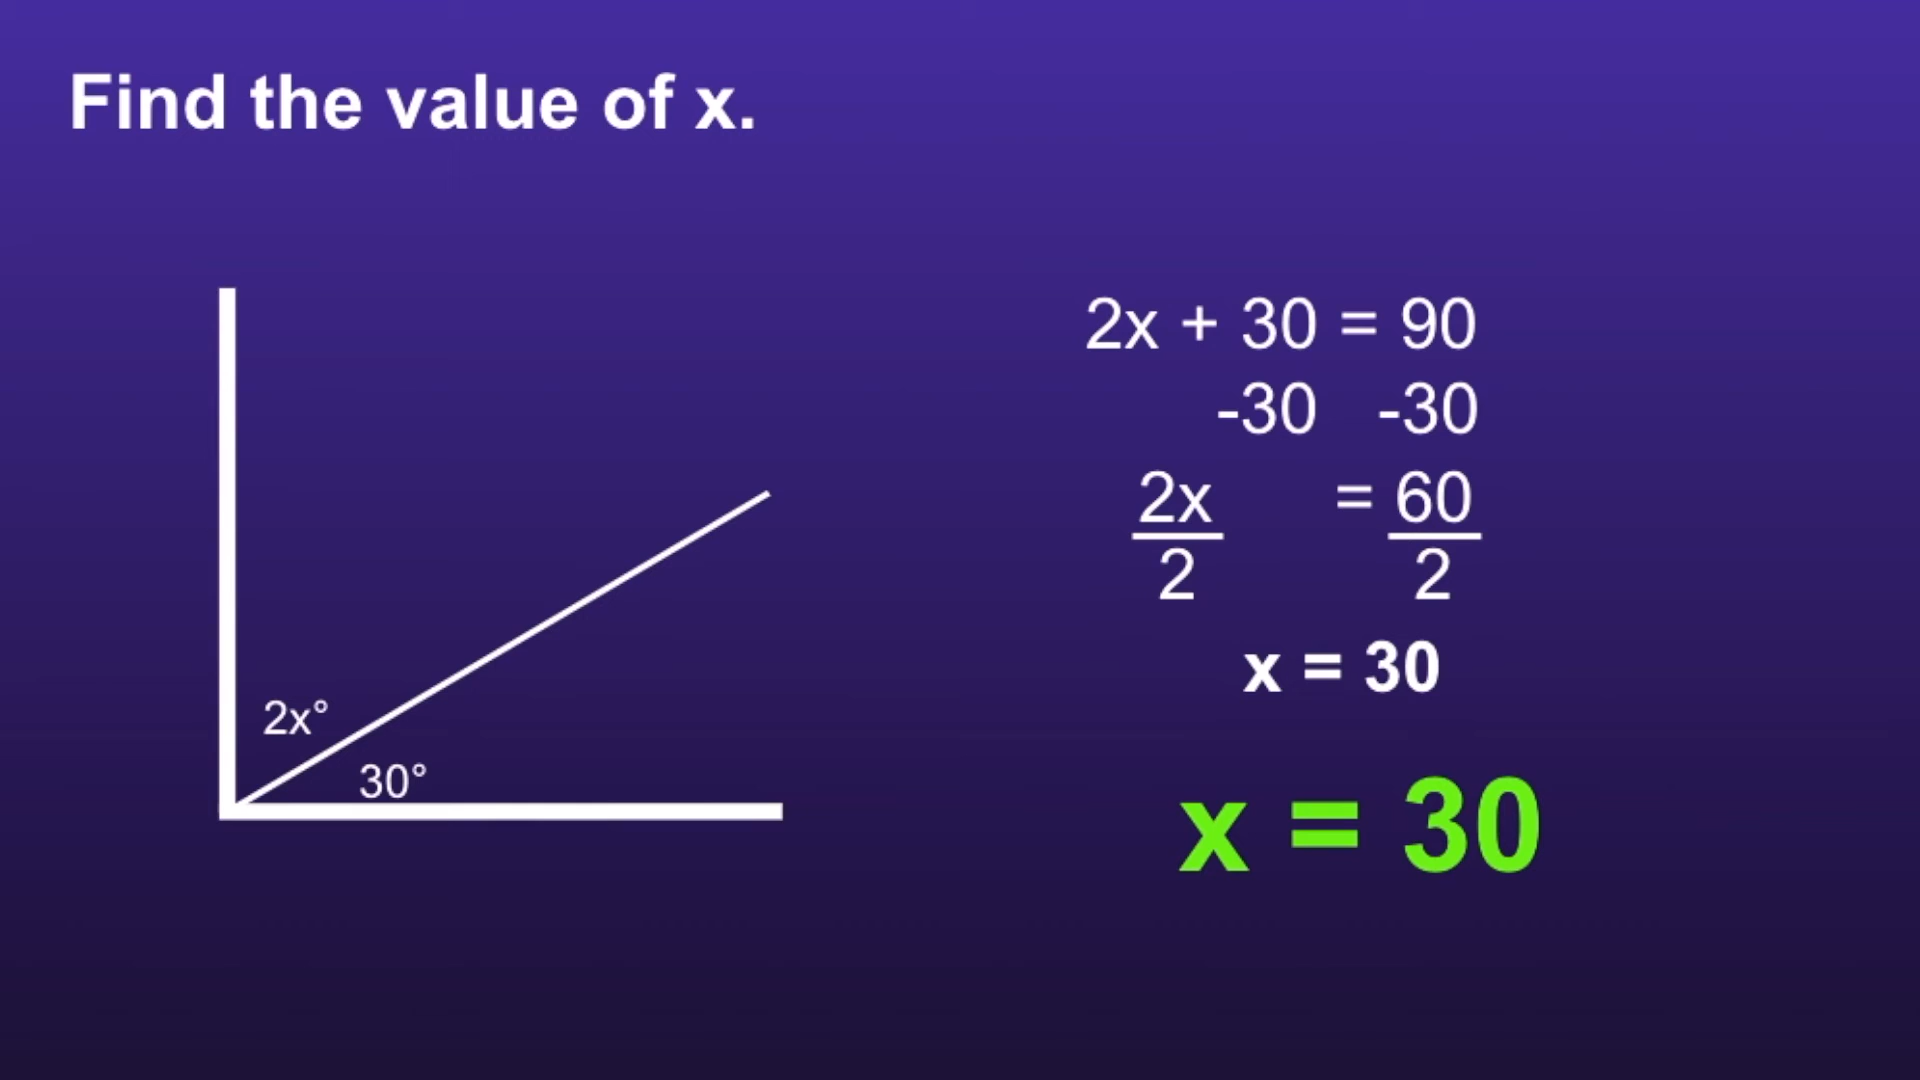 Find the value of x.
2x + 30 = 90
-30 -30
2x = 60
2 2
x = 30
x = 30
2x°
30°